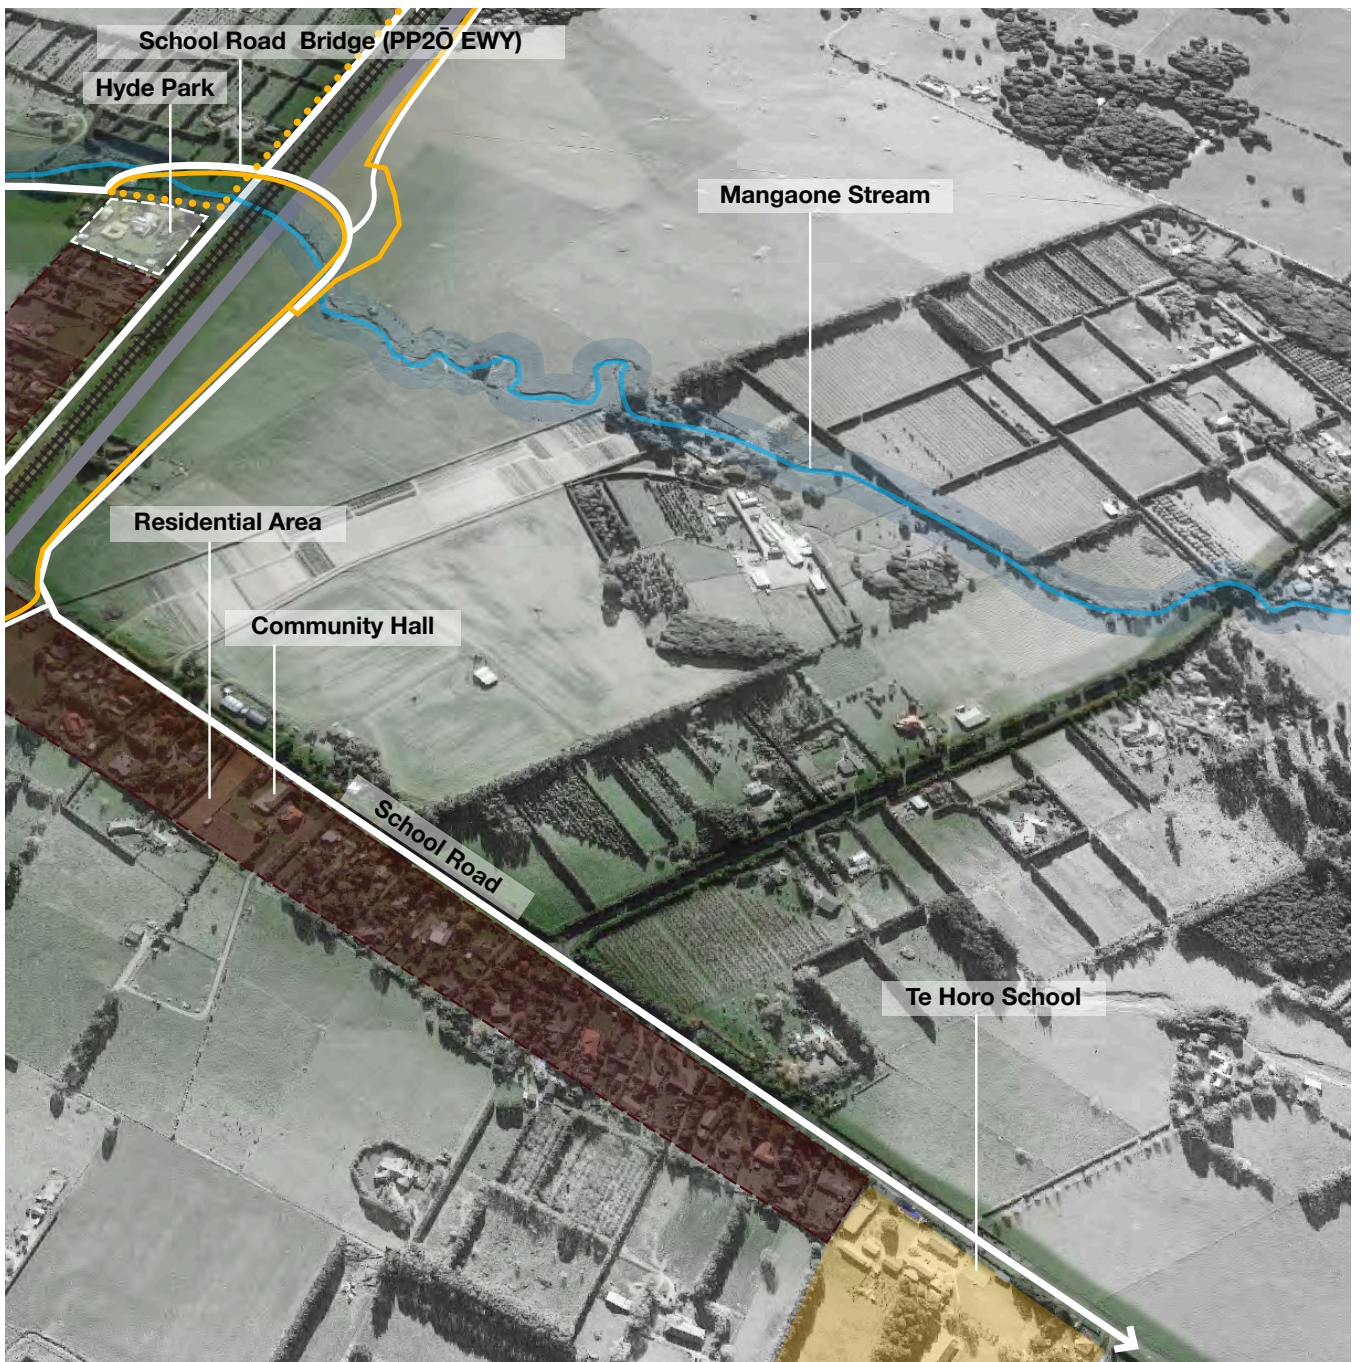 School Road  Bridge (PP2Ō EWY)
Hyde Park
Mangaone Stream
Residential Area
Community Hall
School Road
Te Horo School